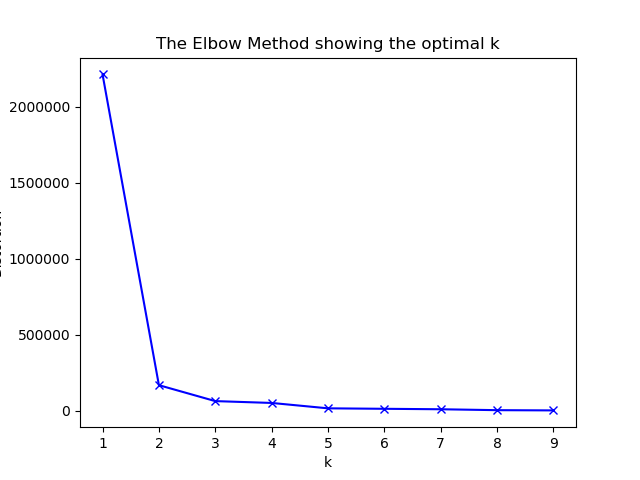 The Elbow Method showing the optimal k
2000000
1500000
1000000
500000
0
1 2 3 4 5 6 7 8 9
k